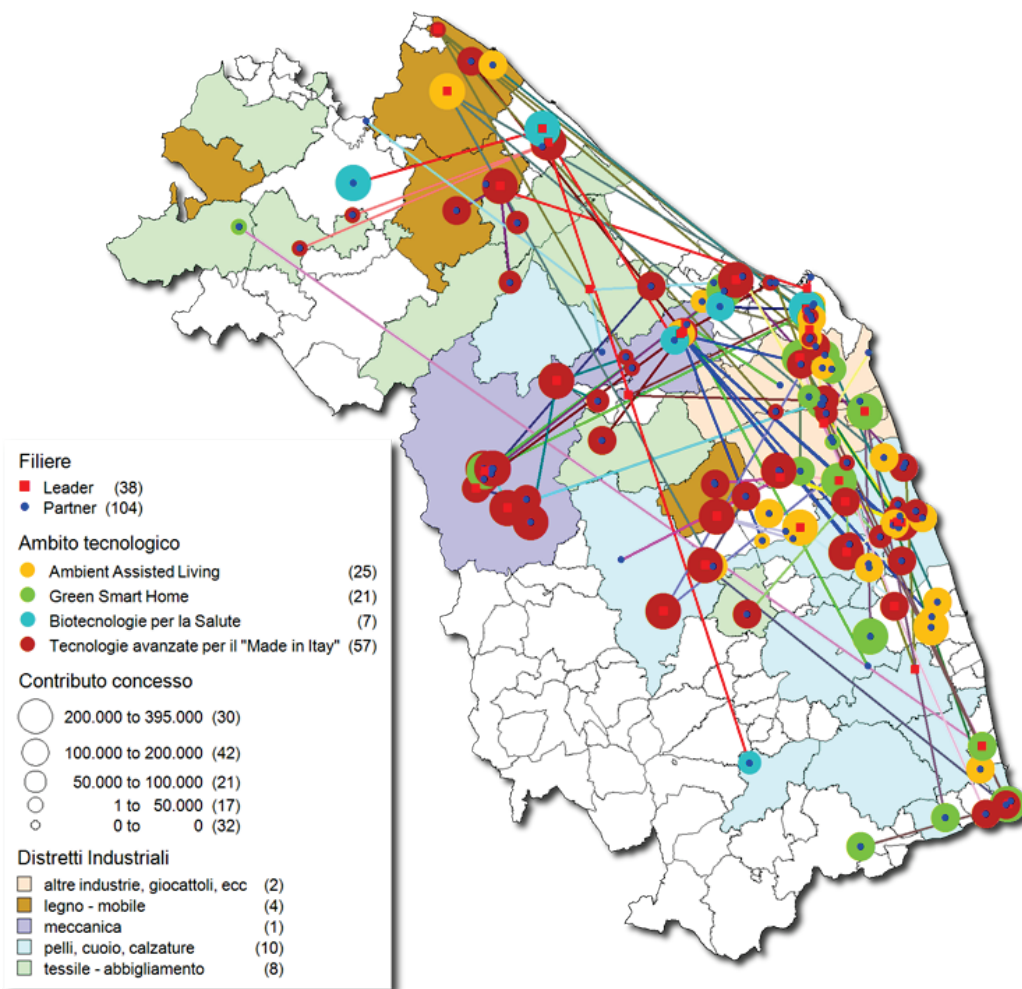 Filiere
Leader (38)
Partner (104)
Ambito tecnologico
Ambient Assisted Living (25)
Green Smart Home (21)
Biotecnologie per la Salute (7)
Tecnologie avanzate per il "Made in Itay" (57)
Contributo concesso
200.000 to 395.000 (30)
100.000 to 200.000 (42)
50.000 to 100.000 (21)
1 to 50.000 (17)
0 to 0 (32)
Distretti Industriali
altre industrie, giocattoli, ecc (2)
legno - mobile (4)
meccanica (1)
pelli, cuoio, calzature (10)
tessile - abbigliamento (8)